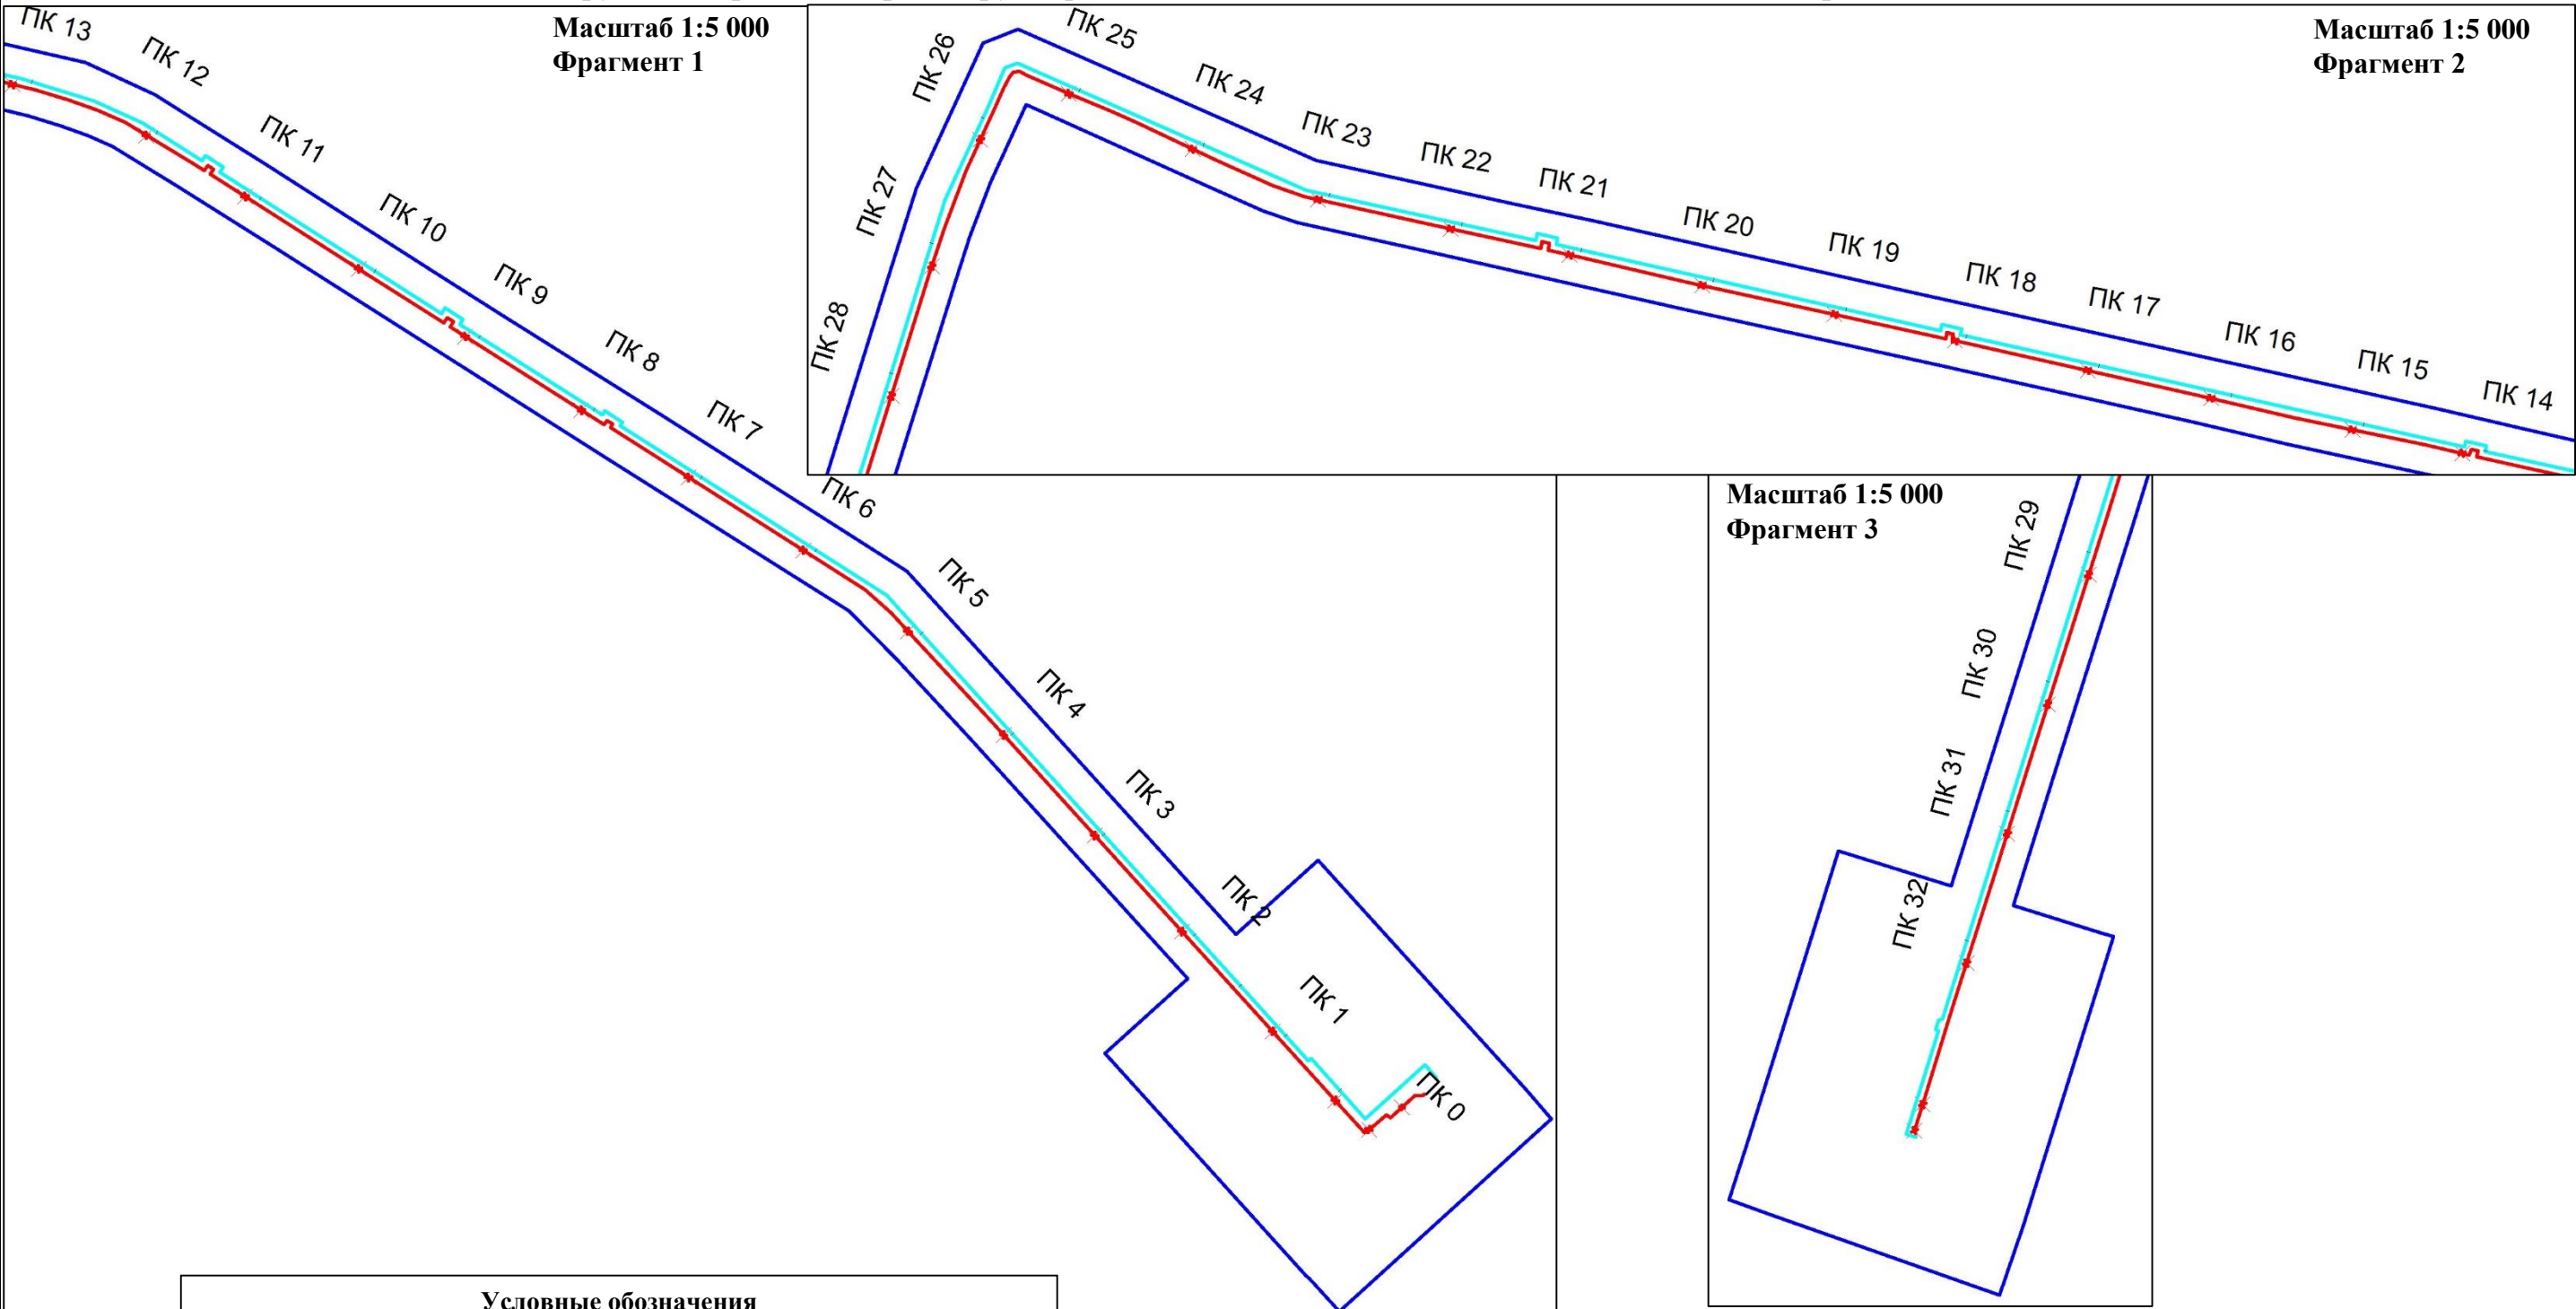 Масштаб 1:5 000
Фрагмент 1
ПК 13
ПК 12
ПК 11
ПК 10
ПК 9
ПК 8
ПК 7
ПК 6
ПК 5
ПК 4
ПК 3
ПК 2
ПК 1
ПК 0
Масштаб 1:5 000
Фрагмент 2
ПК 28
ПК 27
ПК 26
ПК 25
ПК 24
ПК 23
ПК 22
ПК 21
ПК 20
ПК 19
ПК 18
ПК 17
ПК 16
ПК 15
ПК 14
Масштаб 1:5 000
Фрагмент 3
ПК 29
ПК 30
ПК 31
ПК 32
Условные обозначения